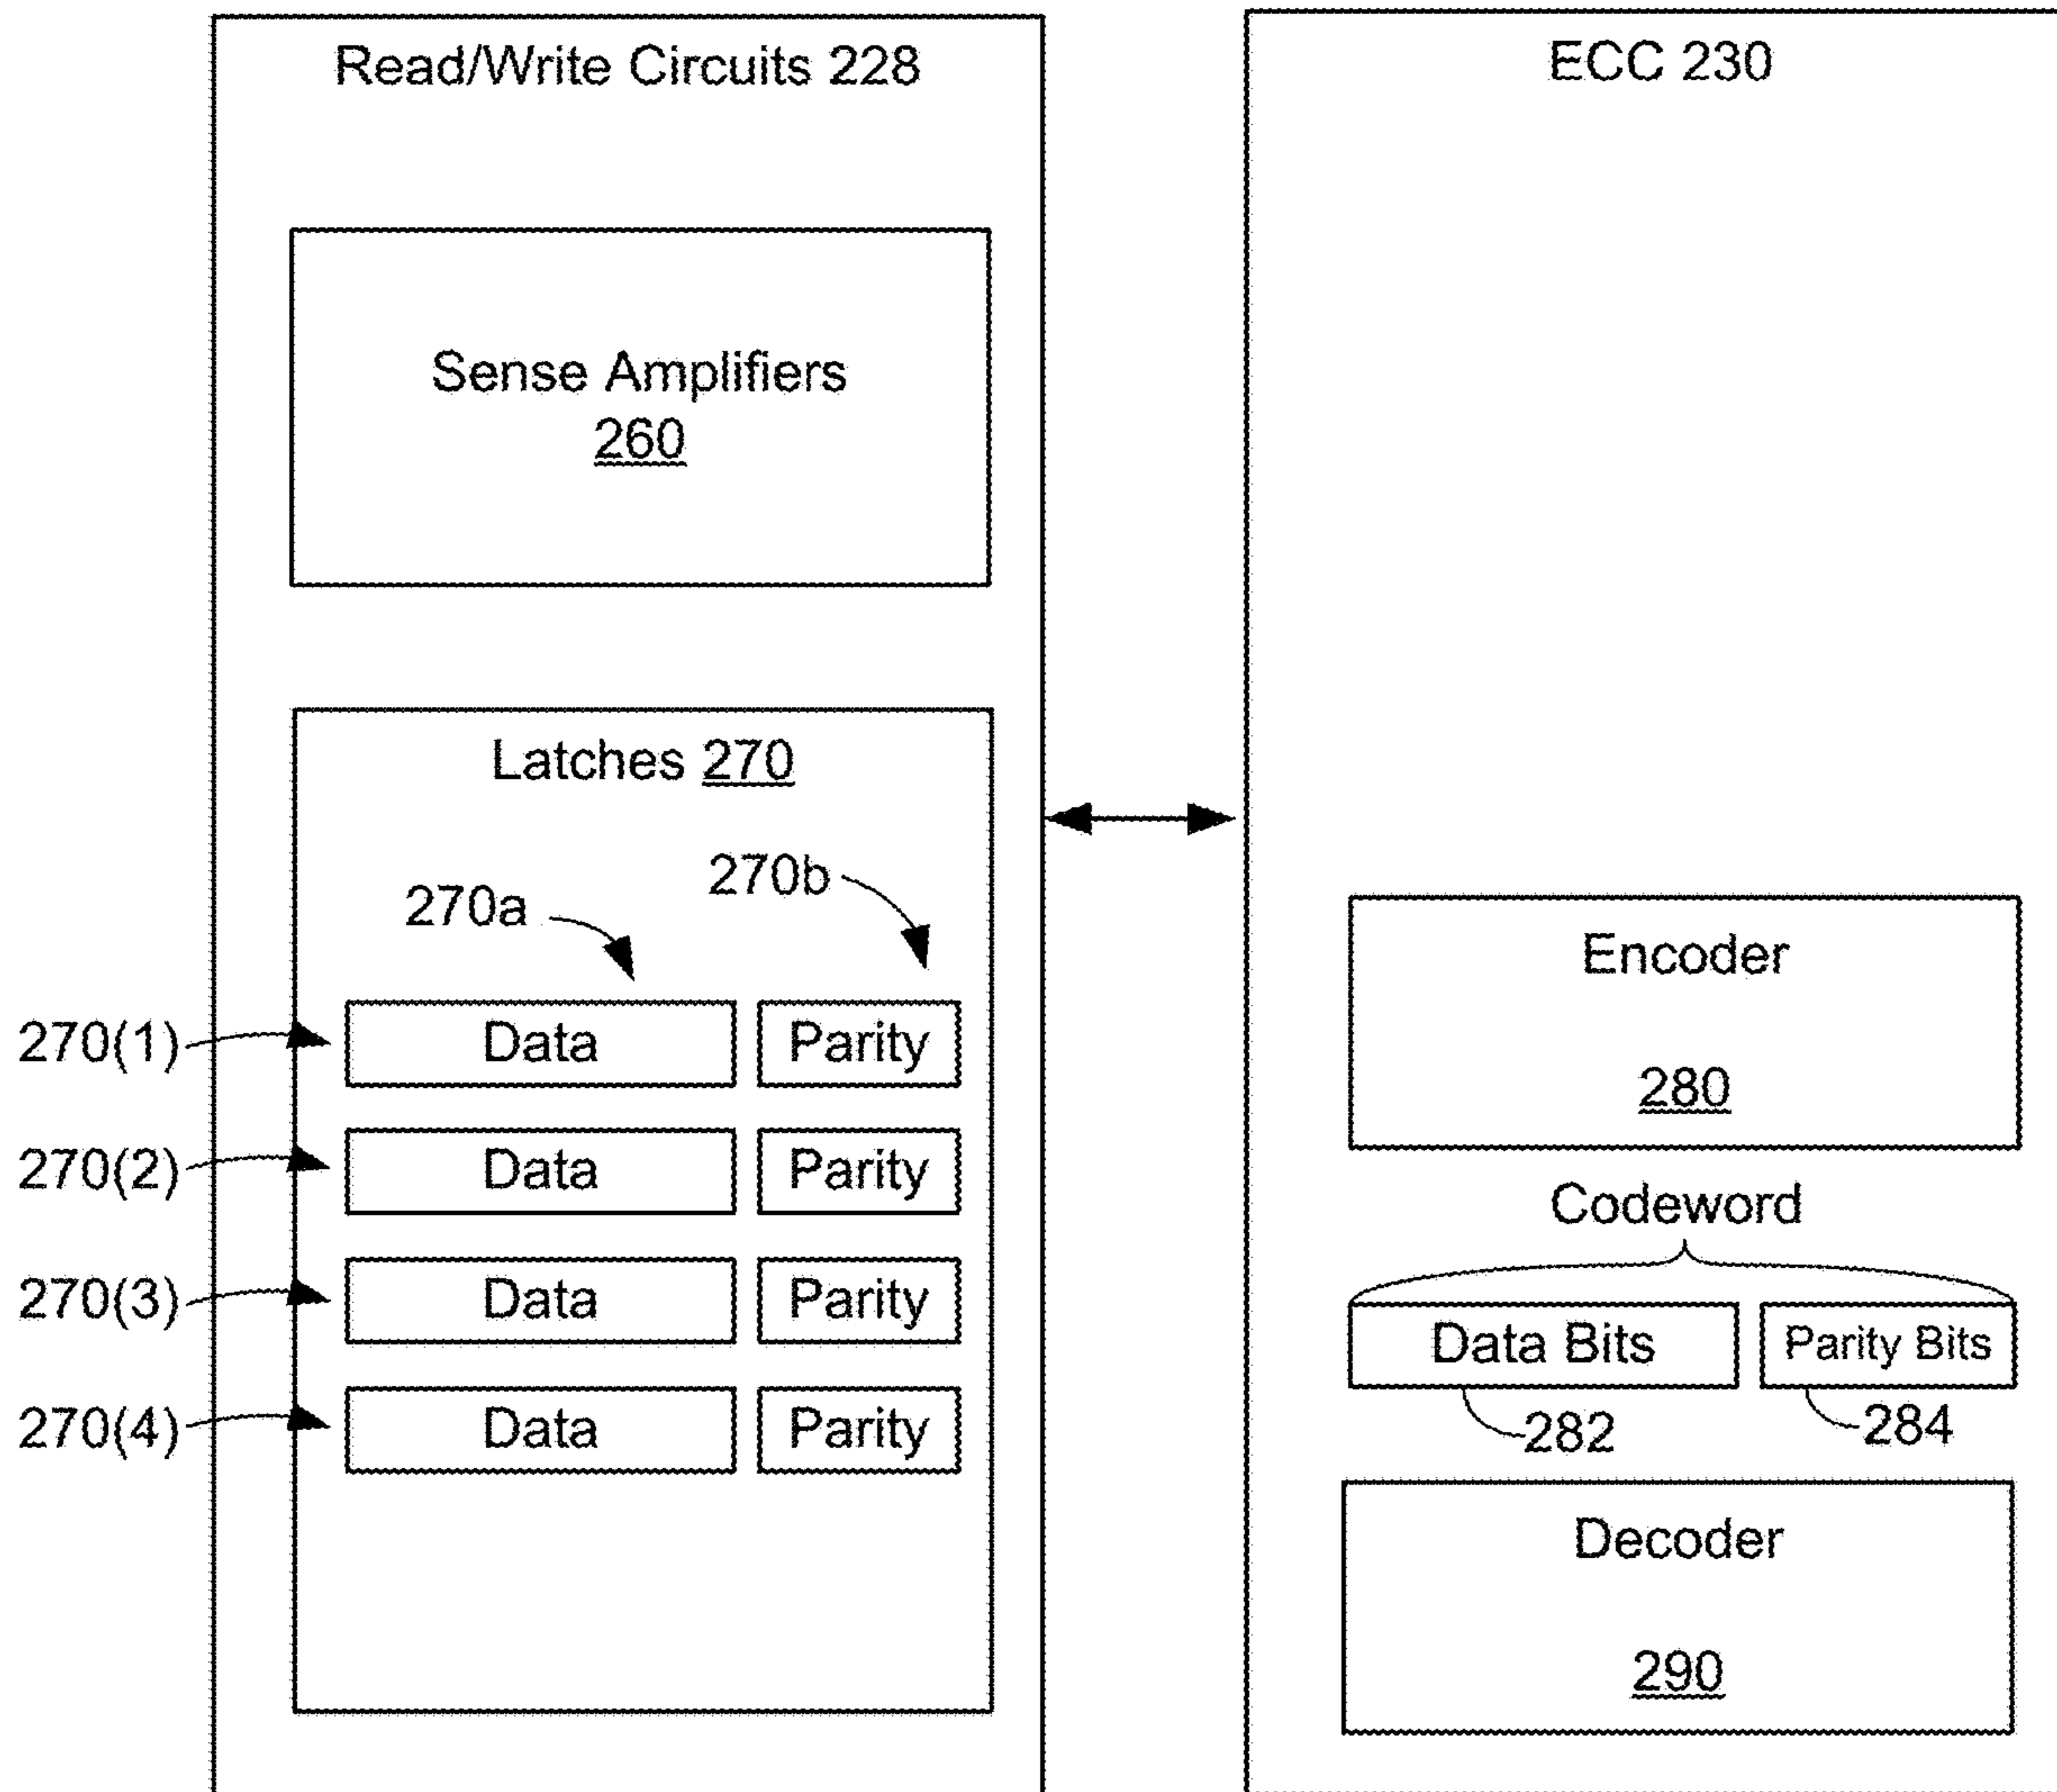 Read/Write Circuits 228
Sense Amplifiers
260
Latches 270
270a
270b
270(1)
Data
Parity
270(2)
Data
Parity
270(3)
Data
Parity
270(4)
Data
Parity
ECC 230
Encoder
280
Codeword
Data Bits
Parity Bits
282
284
Decoder
290